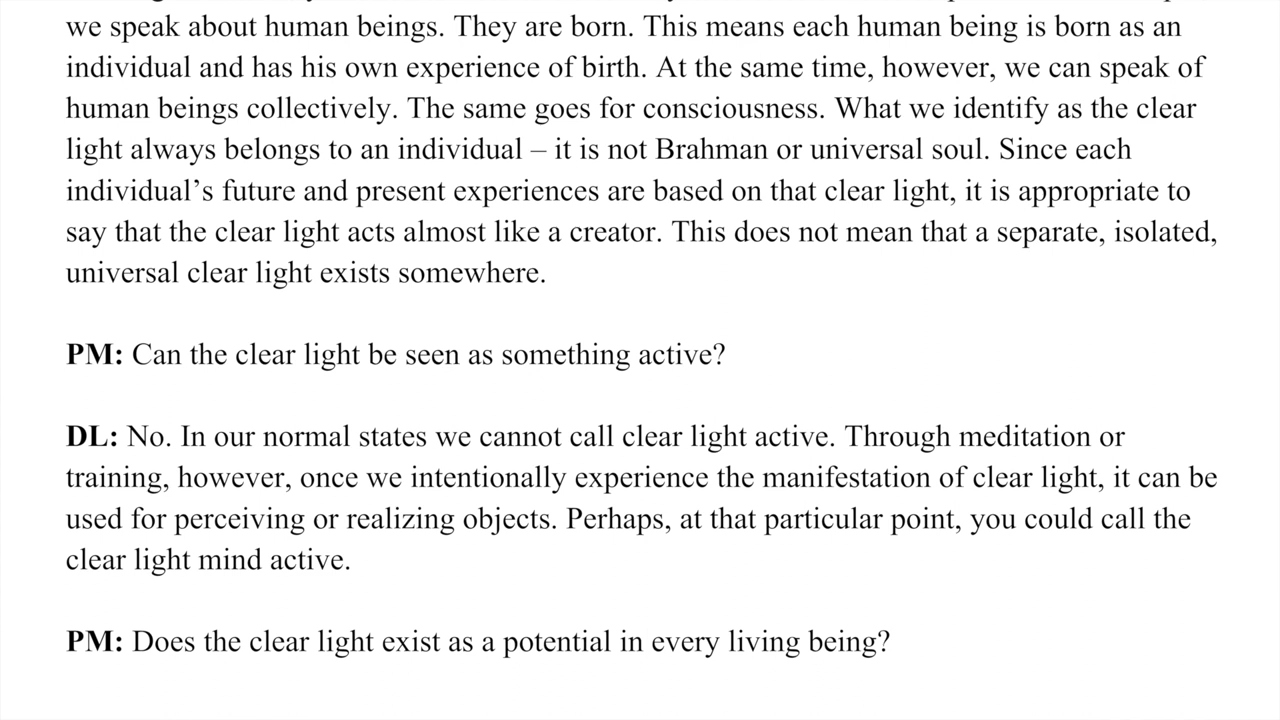 we speak about human beings. They are born. This means each human being is born as an
individual and has his own experience of birth. At the same time, however, we can speak of
human beings collectively. The same goes for consciousness. What we identify as the clear
light always belongs to an individual – it is not Brahman or universal soul. Since each
individual’s future and present experiences are based on that clear light, it is appropriate to
say that the clear light acts almost like a creator. This does not mean that a separate, isolated,
universal clear light exists somewhere.
PM: Can the clear light be seen as something active?
DL: No. In our normal states we cannot call clear light active. Through meditation or
training, however, once we intentionally experience the manifestation of clear light, it can be
used for perceiving or realizing objects. Perhaps, at that particular point, you could call the
clear light mind active.
PM: Does the clear light exist as a potential in every living being?